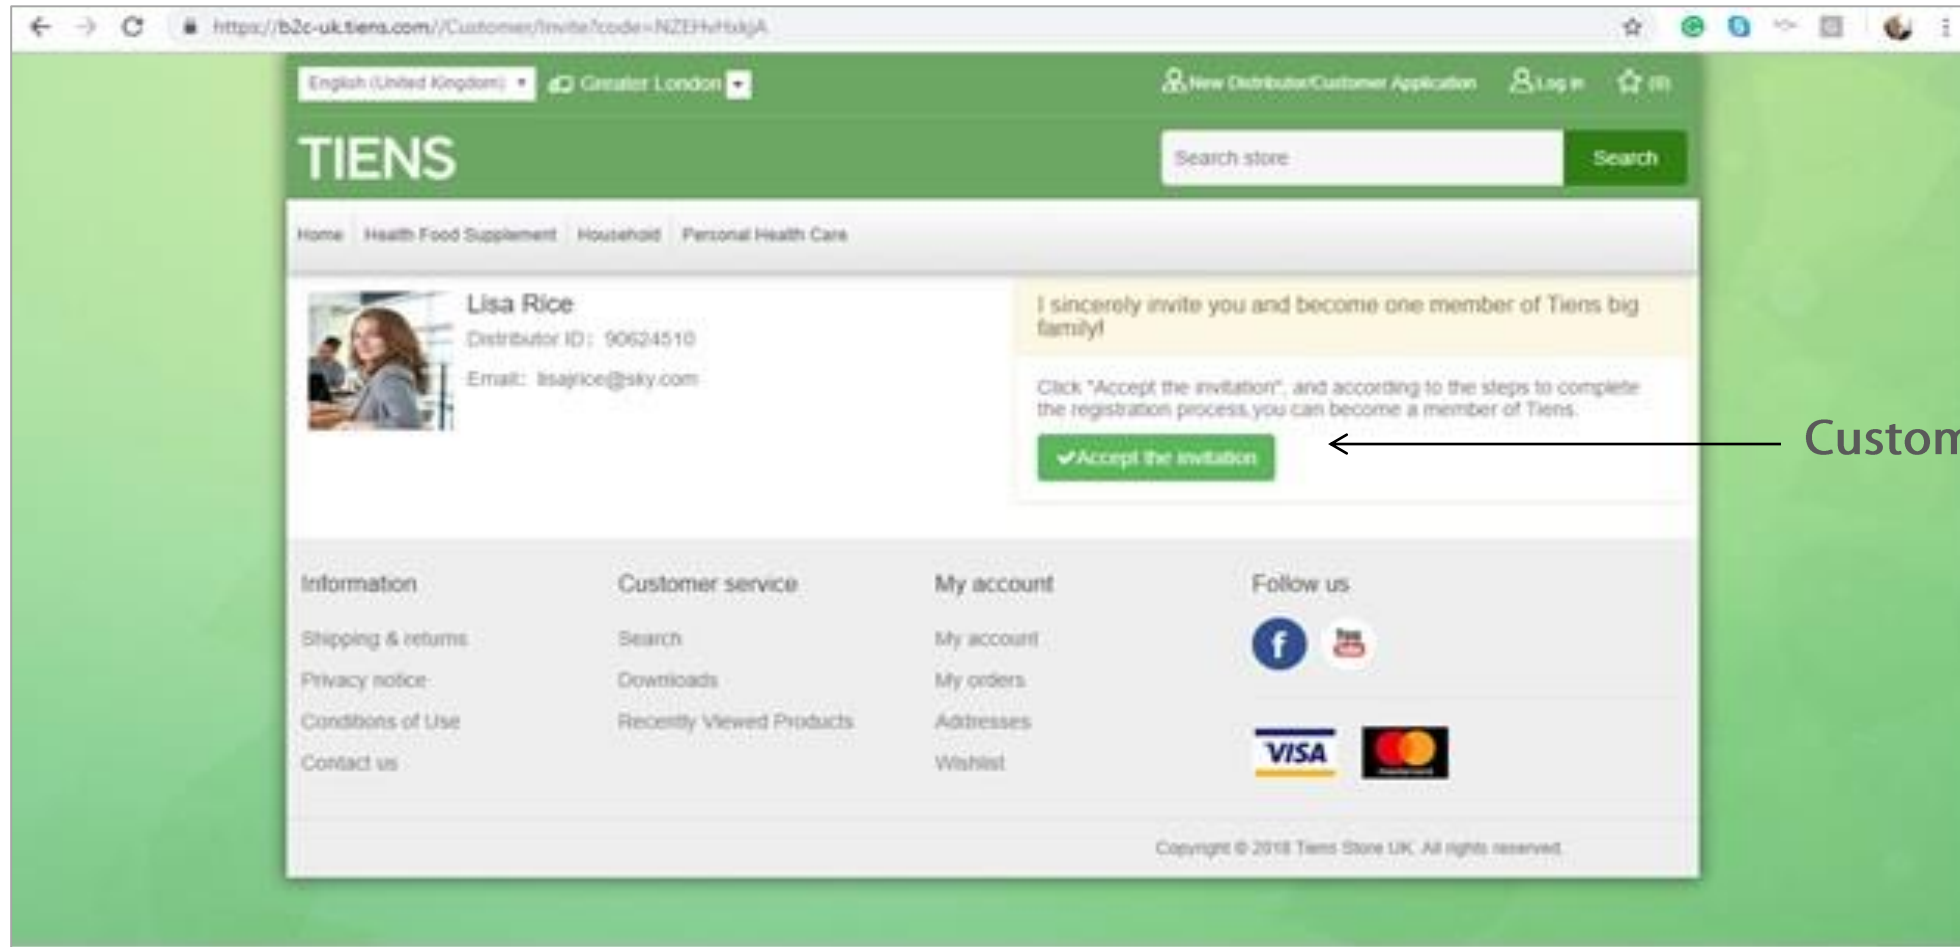 https://b2c-uk.tiens.com//Customer/Invite?code=
English (United Kingdom) Greater London New Distributor/Customer Application Log in (0)
TIENS Search store Search
Home Health Food Supplement Household Personal Health Care
Lisa Rice
Distributor ID: 90624510
Email: lisajrice@sky.com
I sincerely invite you and become one member of Tiens big
family!
Click "Accept the invitation", and according to the steps to complete
the registration process,you can become a member of Tiens.
Accept the invitation
Custom
Information Customer service My account Follow us
Shipping & returns Search My account
Privacy notice Downloads My orders
Conditions of Use Recently Viewed Products Addresses
Contact us Wishlist
f You Tube
VISA mastercard
Copyright © 2018 Tiens Store UK. All rights reserved.